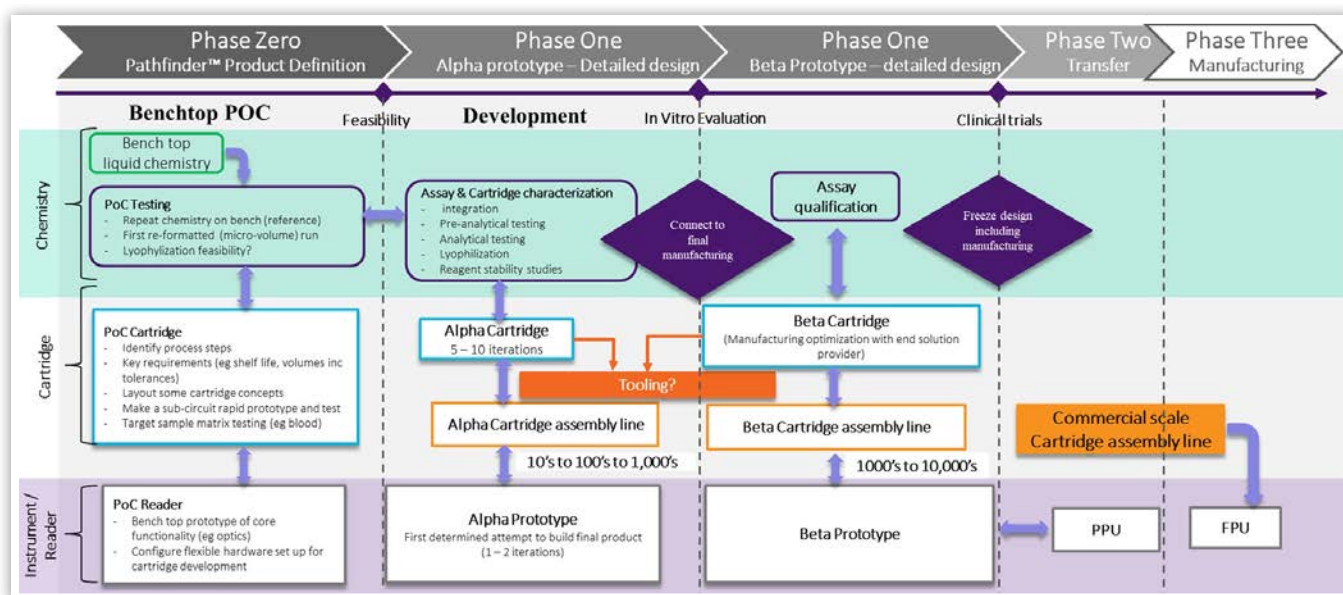 Phase Zero
Pathfinder™ Product Definition
Phase One
Alpha prototype – Detailed design
Phase One
Beta Prototype – detailed design
Phase Two
Transfer
Phase Three
Manufacturing
Benchtop POC
Feasibility
Development
In Vitro Evaluation
Clinical trials
Chemistry
Bench top
liquid chemistry
PoC Testing
- Repeat chemistry on bench (reference)
- First re-formatted (micro-volume) run
- Lyophylization feasibility?
Assay & Cartridge characterization
- integration
- Pre-analytical testing
- Analytical testing
- Lyophilization
- Reagent stability studies
Connect to
final
manufacturing
Assay
qualification
Freeze design
including
manufacturing
Cartridge
PoC Cartridge
- Identify process steps
- Key requirements (eg shelf life, volumes inc
tolerances)
- Layout some cartridge concepts
- Make a sub-circuit rapid prototype and test
- Target sample matrix testing (eg blood)
Alpha Cartridge
5 – 10 iterations
Beta Cartridge
(Manufacturing optimization with end solution
provider)
Tooling?
Alpha Cartridge assembly line
Beta Cartridge assembly line
Commercial scale
Cartridge assembly line
10's to 100's to 1,000's
1000's to 10,000's
Instrument /
Reader
PoC Reader
- Bench top prototype of core
functionality (eg optics)
- Configure flexible hardware set up for
cartridge development
Alpha Prototype
First determined attempt to build final product
(1 – 2 iterations)
Beta Prototype
PPU
FPU